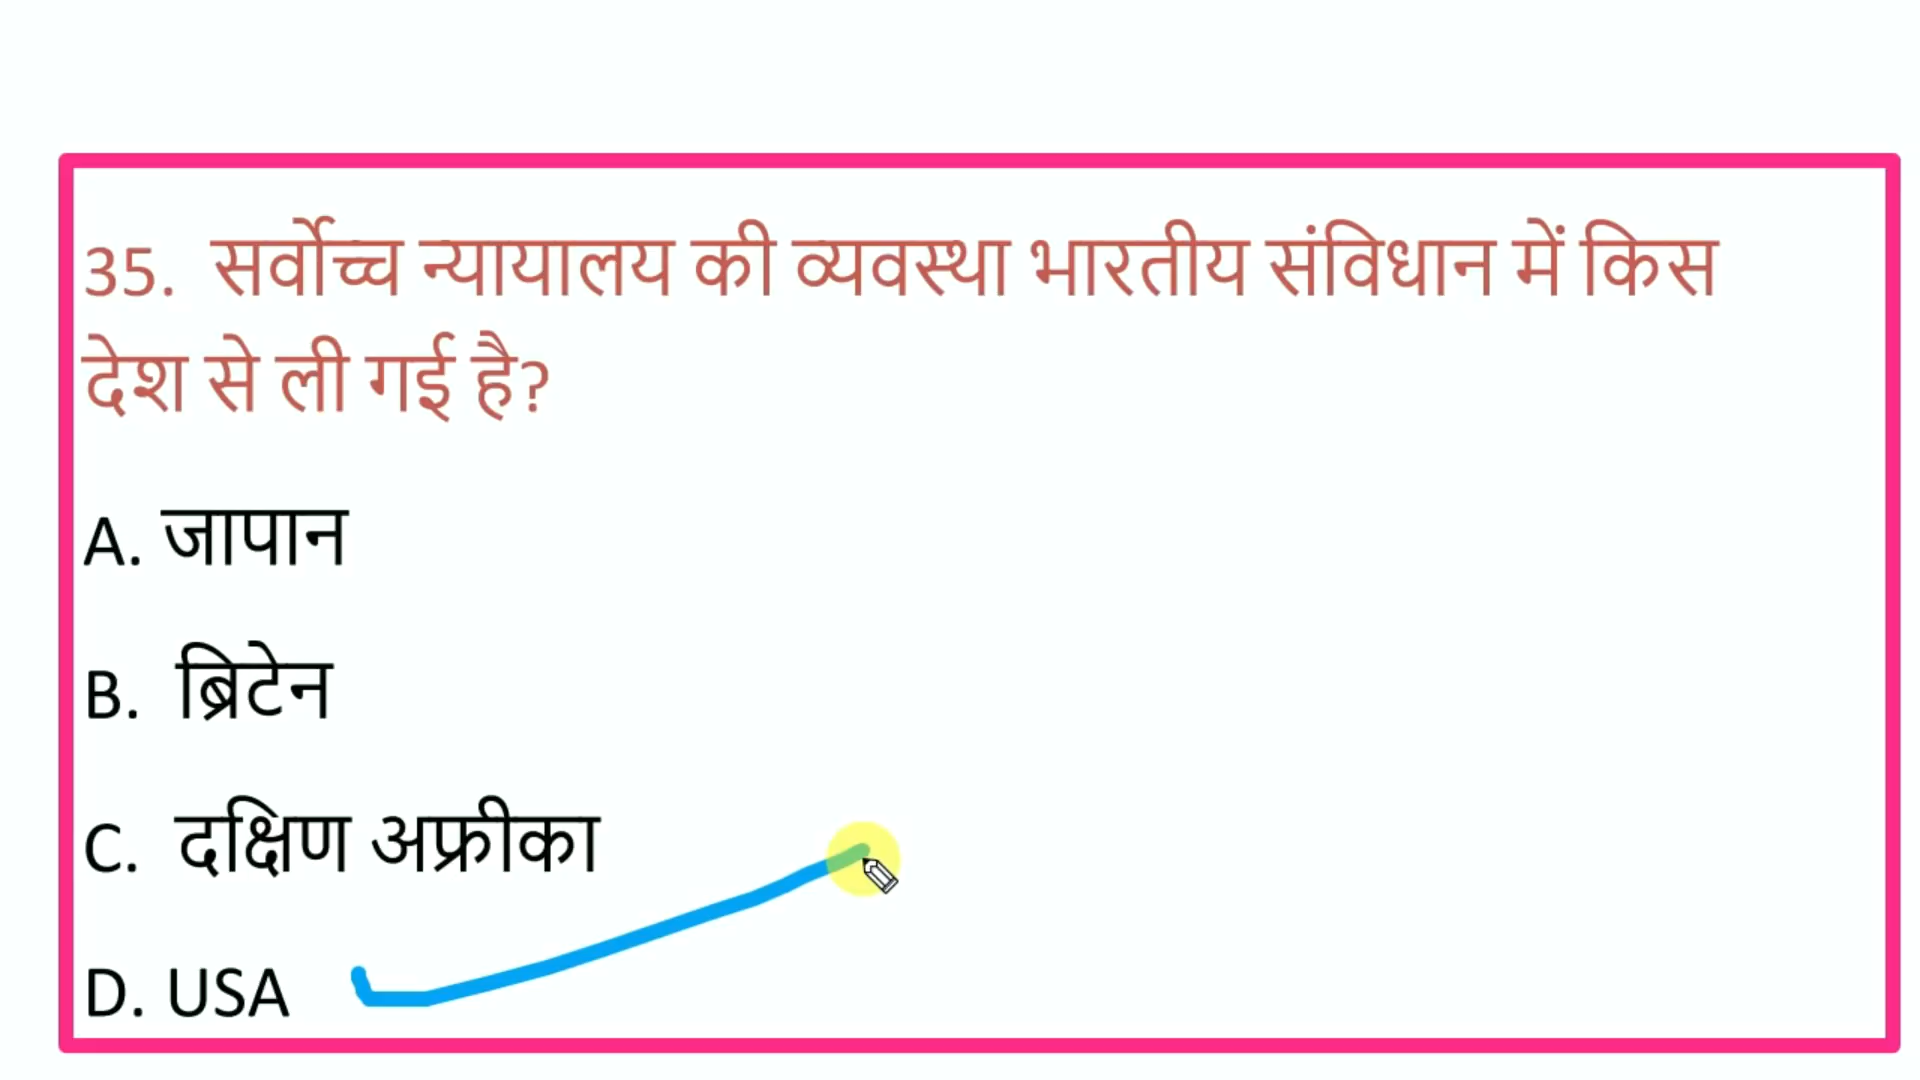 35. सर्वोच्च न्यायालय की व्यवस्था भारतीय संविधान में किस
देश से ली गई है?
A. जापान
B. ब्रिटेन
C. दक्षिण अफ्रीका
D. USA